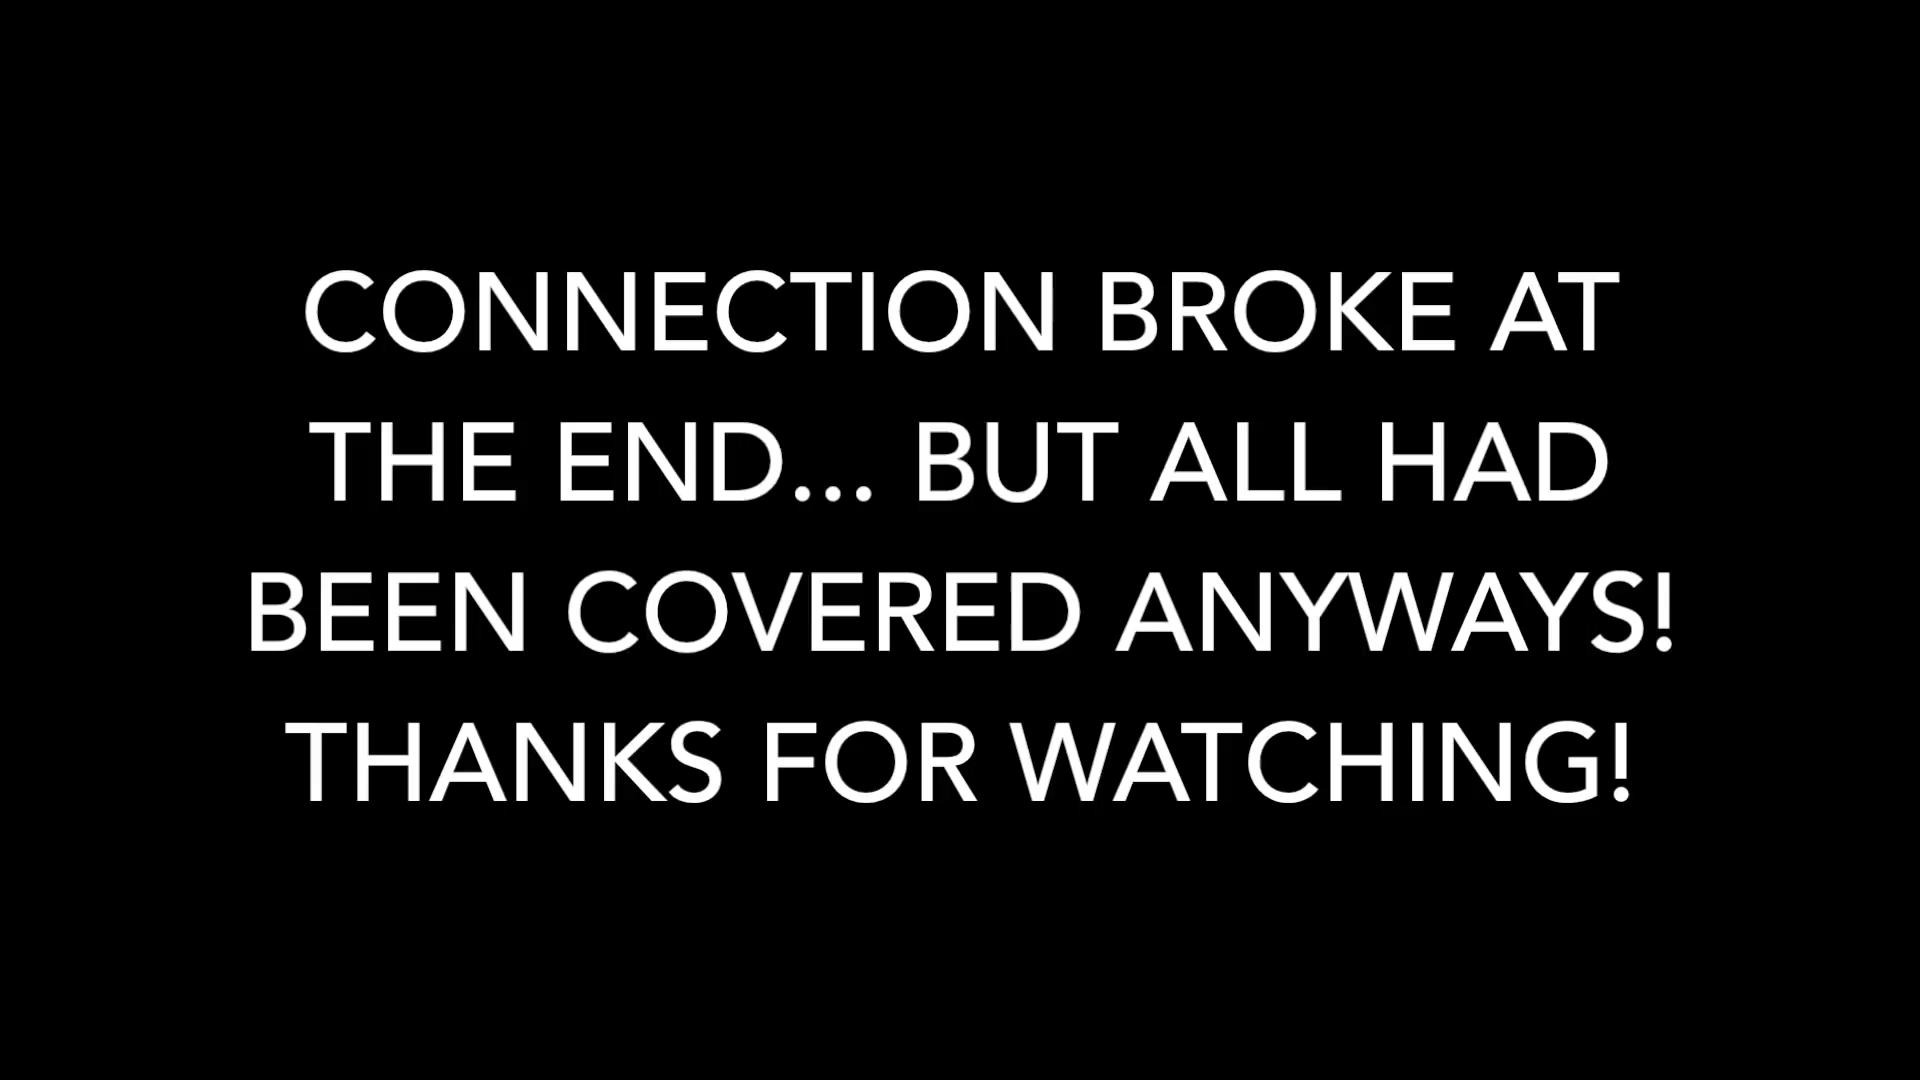 CONNECTION BROKE AT
THE END... BUT ALL HAD
BEEN COVERED ANYWAYS!
THANKS FOR WATCHING!